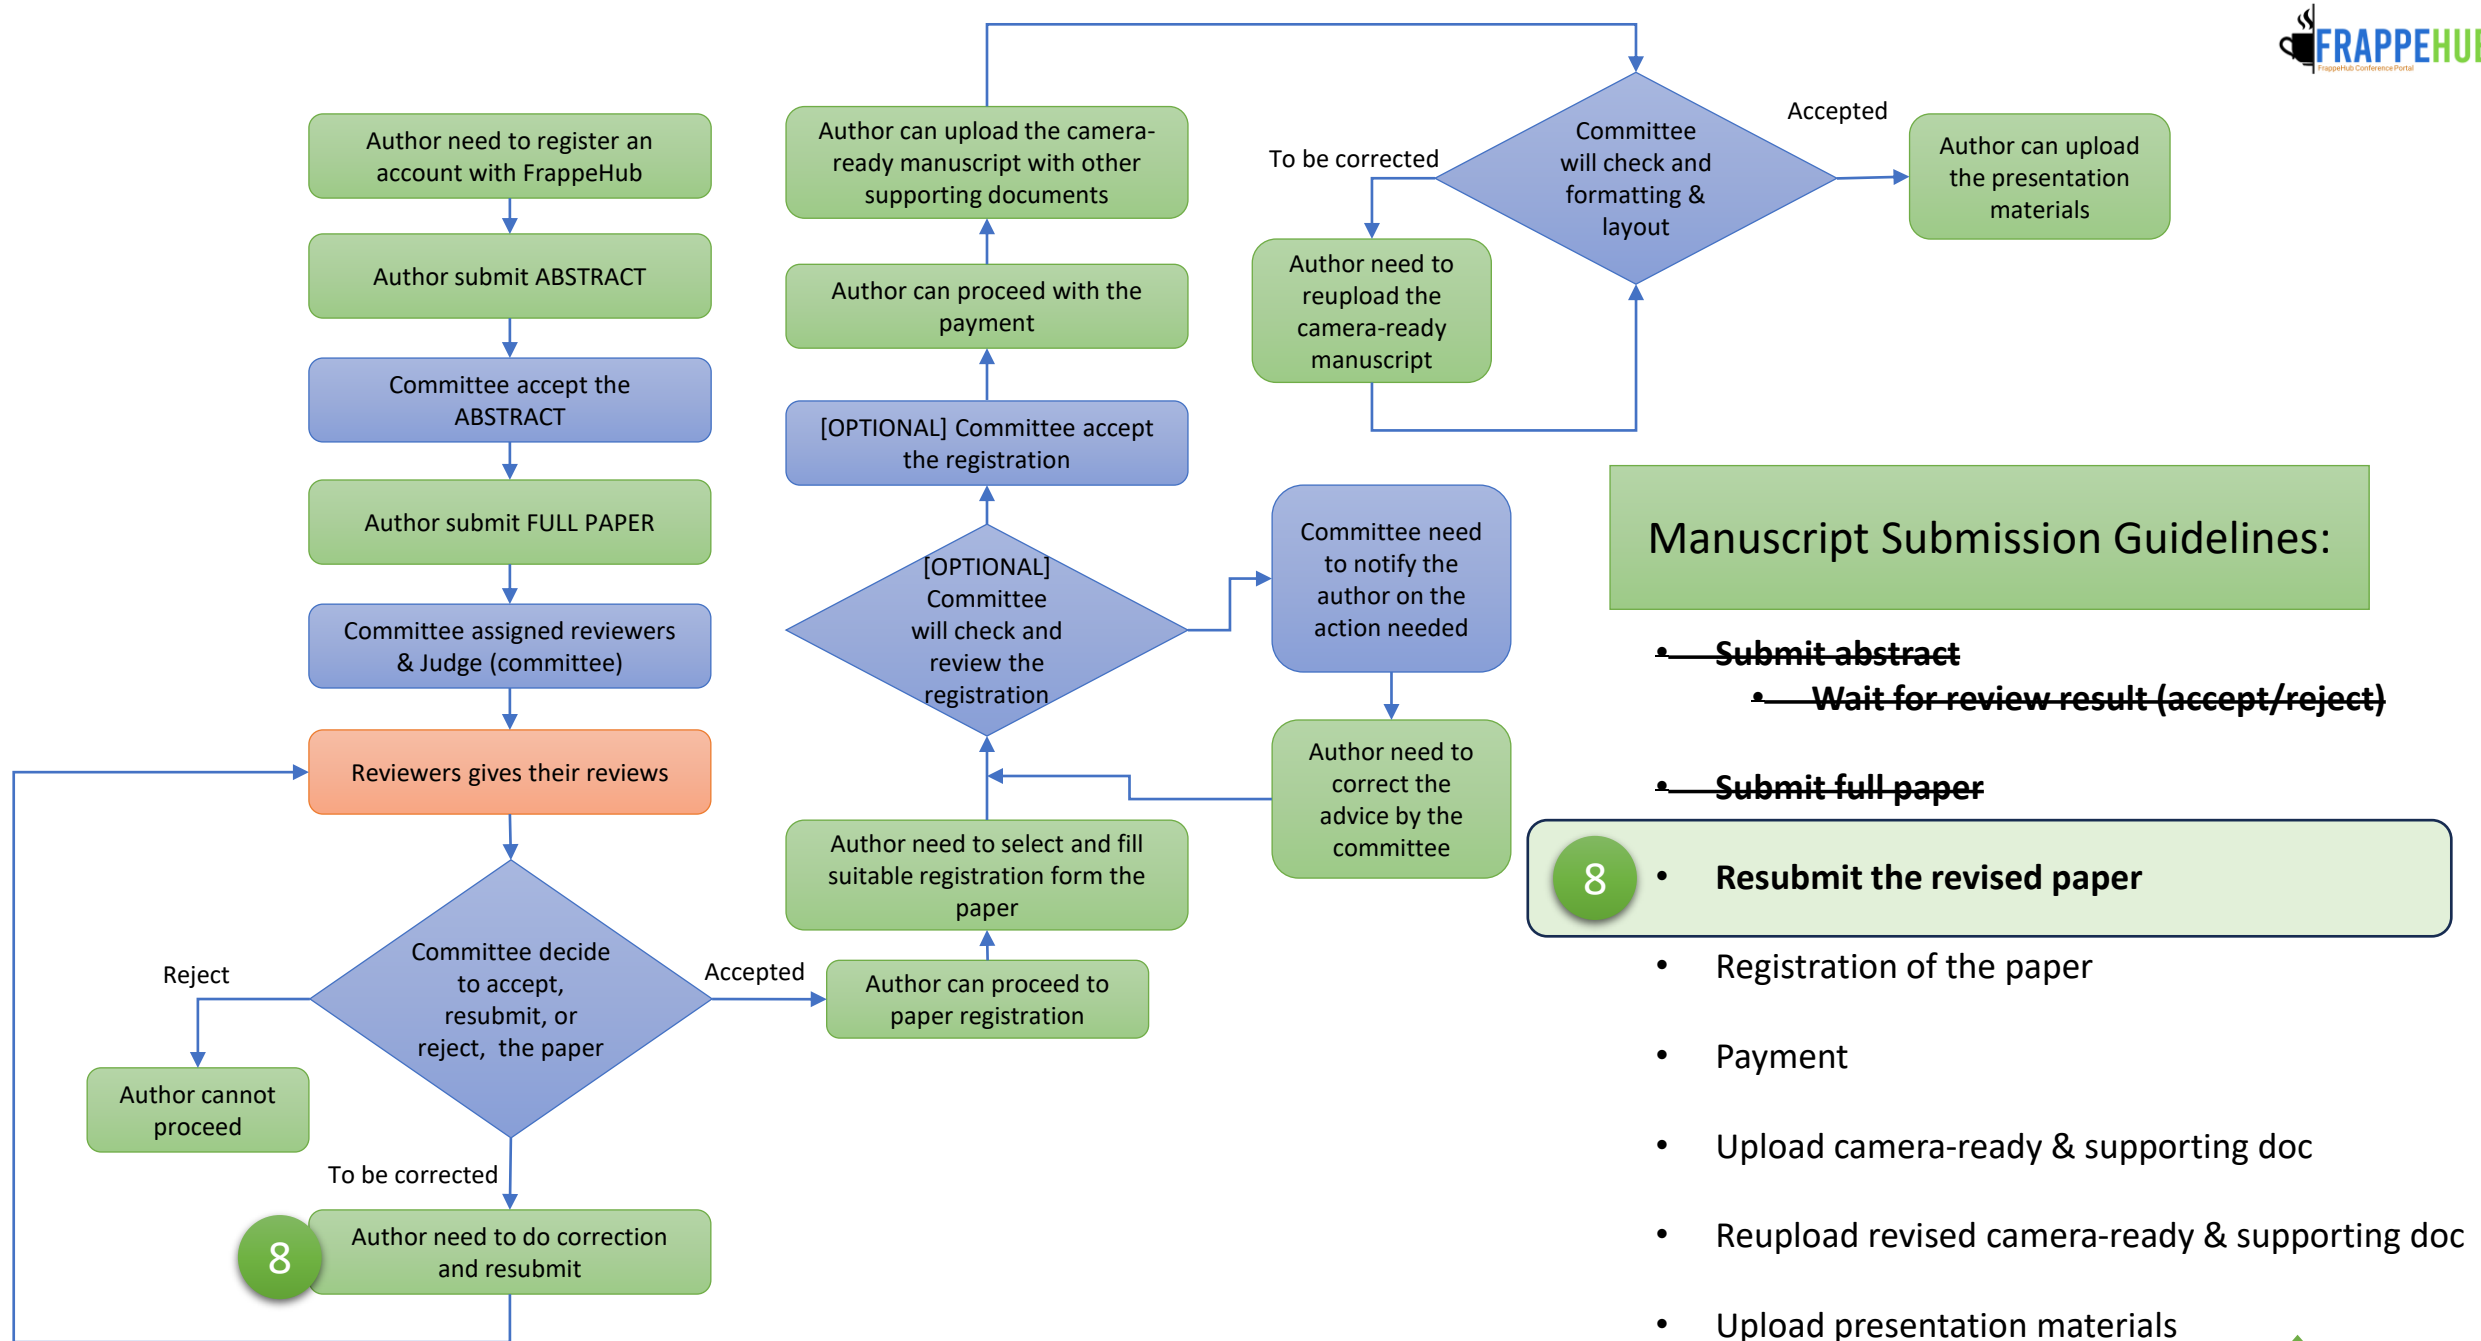 FRAPPEHUB
FrappeHub Conference Portal
Author need to register an
account with FrappeHub
Author submit ABSTRACT
Committee accept the
ABSTRACT
Author submit FULL PAPER
Committee assigned reviewers
& Judge (committee)
Reviewers gives their reviews
Committee decide
to accept,
resubmit, or
reject, the paper
Reject
Author cannot
proceed
To be corrected
8
Author need to do correction
and resubmit
Accepted
Author can proceed to
paper registration
Author need to select and fill
suitable registration form the
paper
[OPTIONAL]
Committee
will check and
review the
registration
Committee need
to notify the
author on the
action needed
Author need to
correct the
advice by the
committee
[OPTIONAL] Committee accept
the registration
Author can proceed with the
payment
Author can upload the camera-
ready manuscript with other
supporting documents
Committee
will check and
formatting &
layout
To be corrected
Author need to
reupload the
camera-ready
manuscript
Accepted
Author can upload
the presentation
materials
Manuscript Submission Guidelines:
• Submit abstract
• Wait for review result (accept/reject)
• Submit full paper
8 • Resubmit the revised paper
• Registration of the paper
• Payment
• Upload camera-ready & supporting doc
• Reupload revised camera-ready & supporting doc
• Upload presentation materials